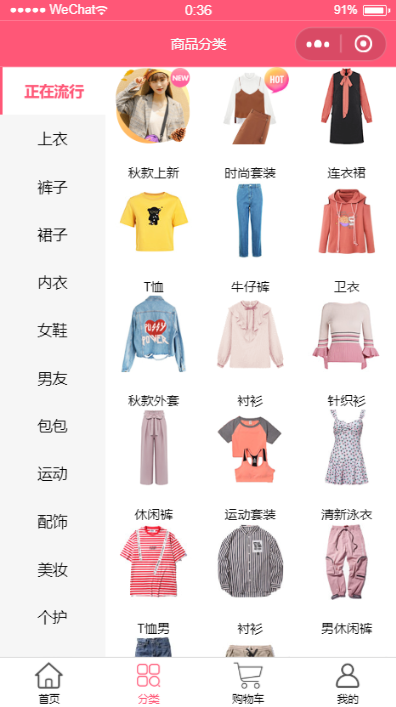 WeChat
0:36
91%
商品分类
正在流行
上衣
裤子
裙子
内衣
女鞋
男友
包包
运动
配饰
美妆
个护
NEW
HOT
秋款上新
时尚套装
连衣裙
T恤
牛仔裤
卫衣
PUSSY
POWER
秋款外套
衬衫
针织衫
休闲裤
运动套装
清新泳衣
T恤男
衬衫
男休闲裤
首页
分类
购物车
我的